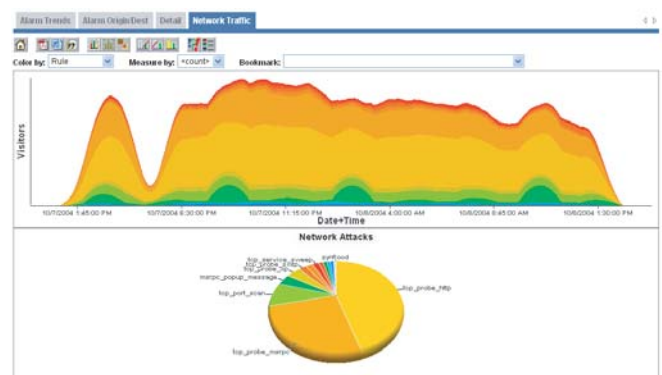 Alarm Trends Alarm Origin/Dest Detail Network Traffic
Color by: Rule Measure by: <count> Bookmark:
Visitors
10/7/2004 1:45:00 PM 10/7/2004 6:30:00 PM 10/7/2004 11:15:00 PM 10/8/2004 4:00:00 AM 10/8/2004 8:45:00 AM 10/8/2004 1:30:00 PM
Date+Time
Network Attacks
tcp_service_sweep synflood
tcp_probe_smtp
tcp_probe_ftp
msrpc_popup_message
tcp_probe_http
tcp_port_scan
tcp_probe_msrpc